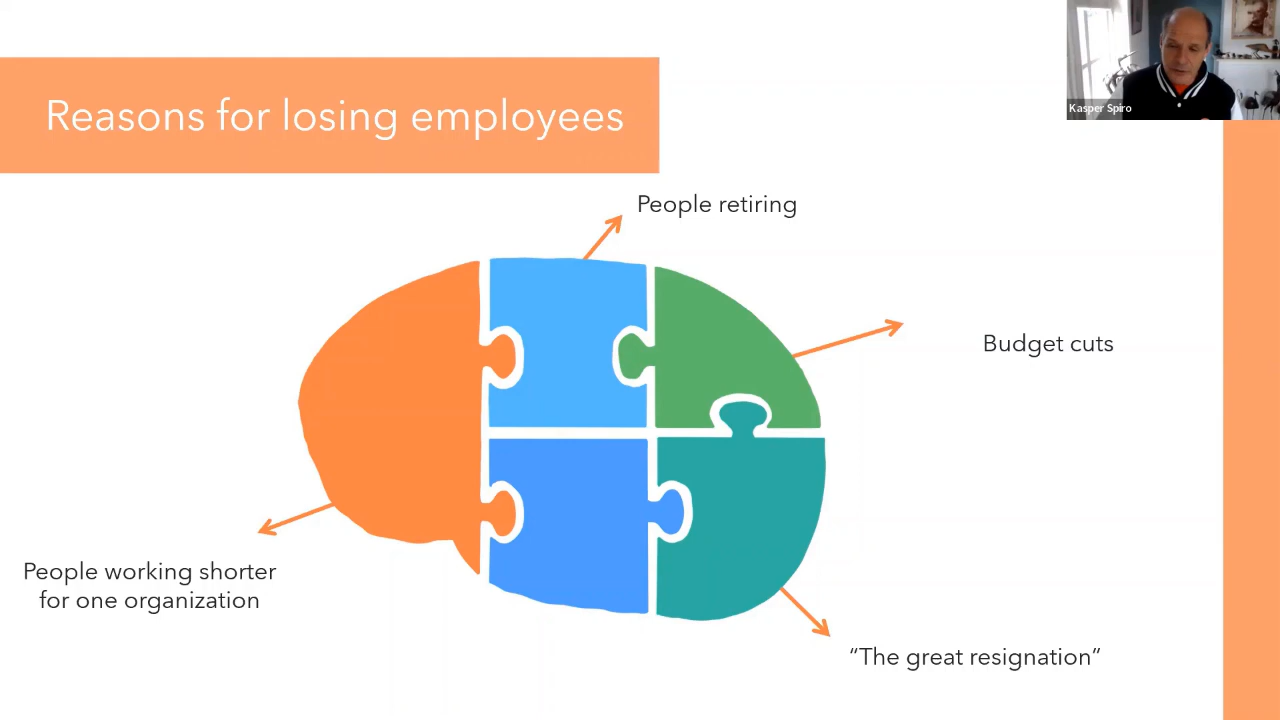 Kasper Spiro
Reasons for losing employees
People retiring
Budget cuts
People working shorter
for one organization
“The great resignation”